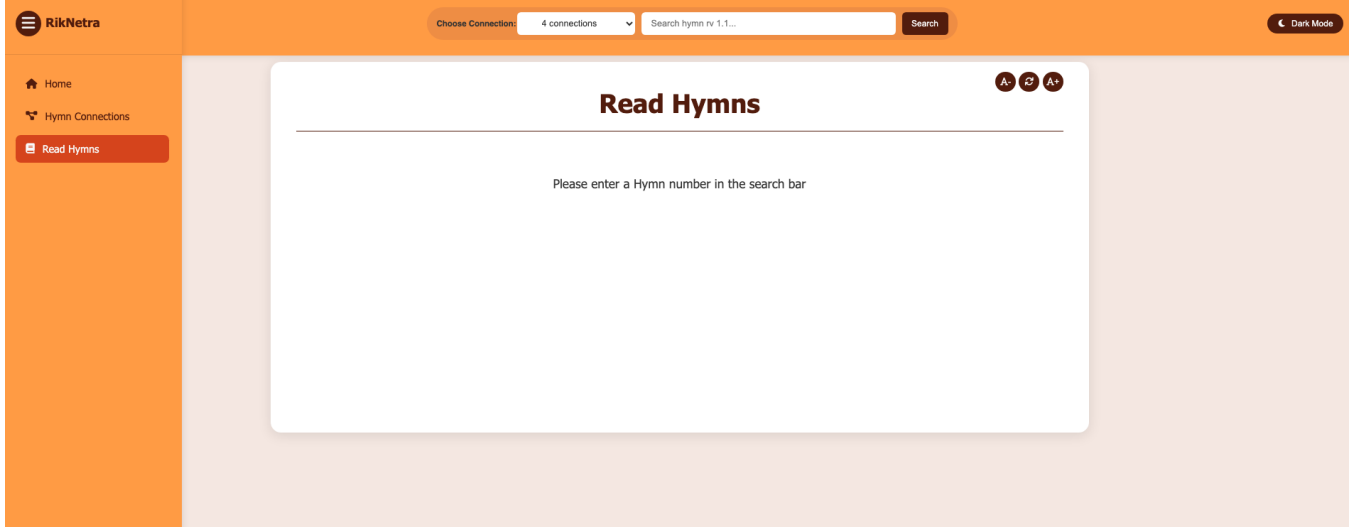 RikNetra
Choose Connection: 4 connections Search hymn rv 1.1... Search
Dark Mode
Home
Hymn Connections
Read Hymns
A- A+
Read Hymns
Please enter a Hymn number in the search bar